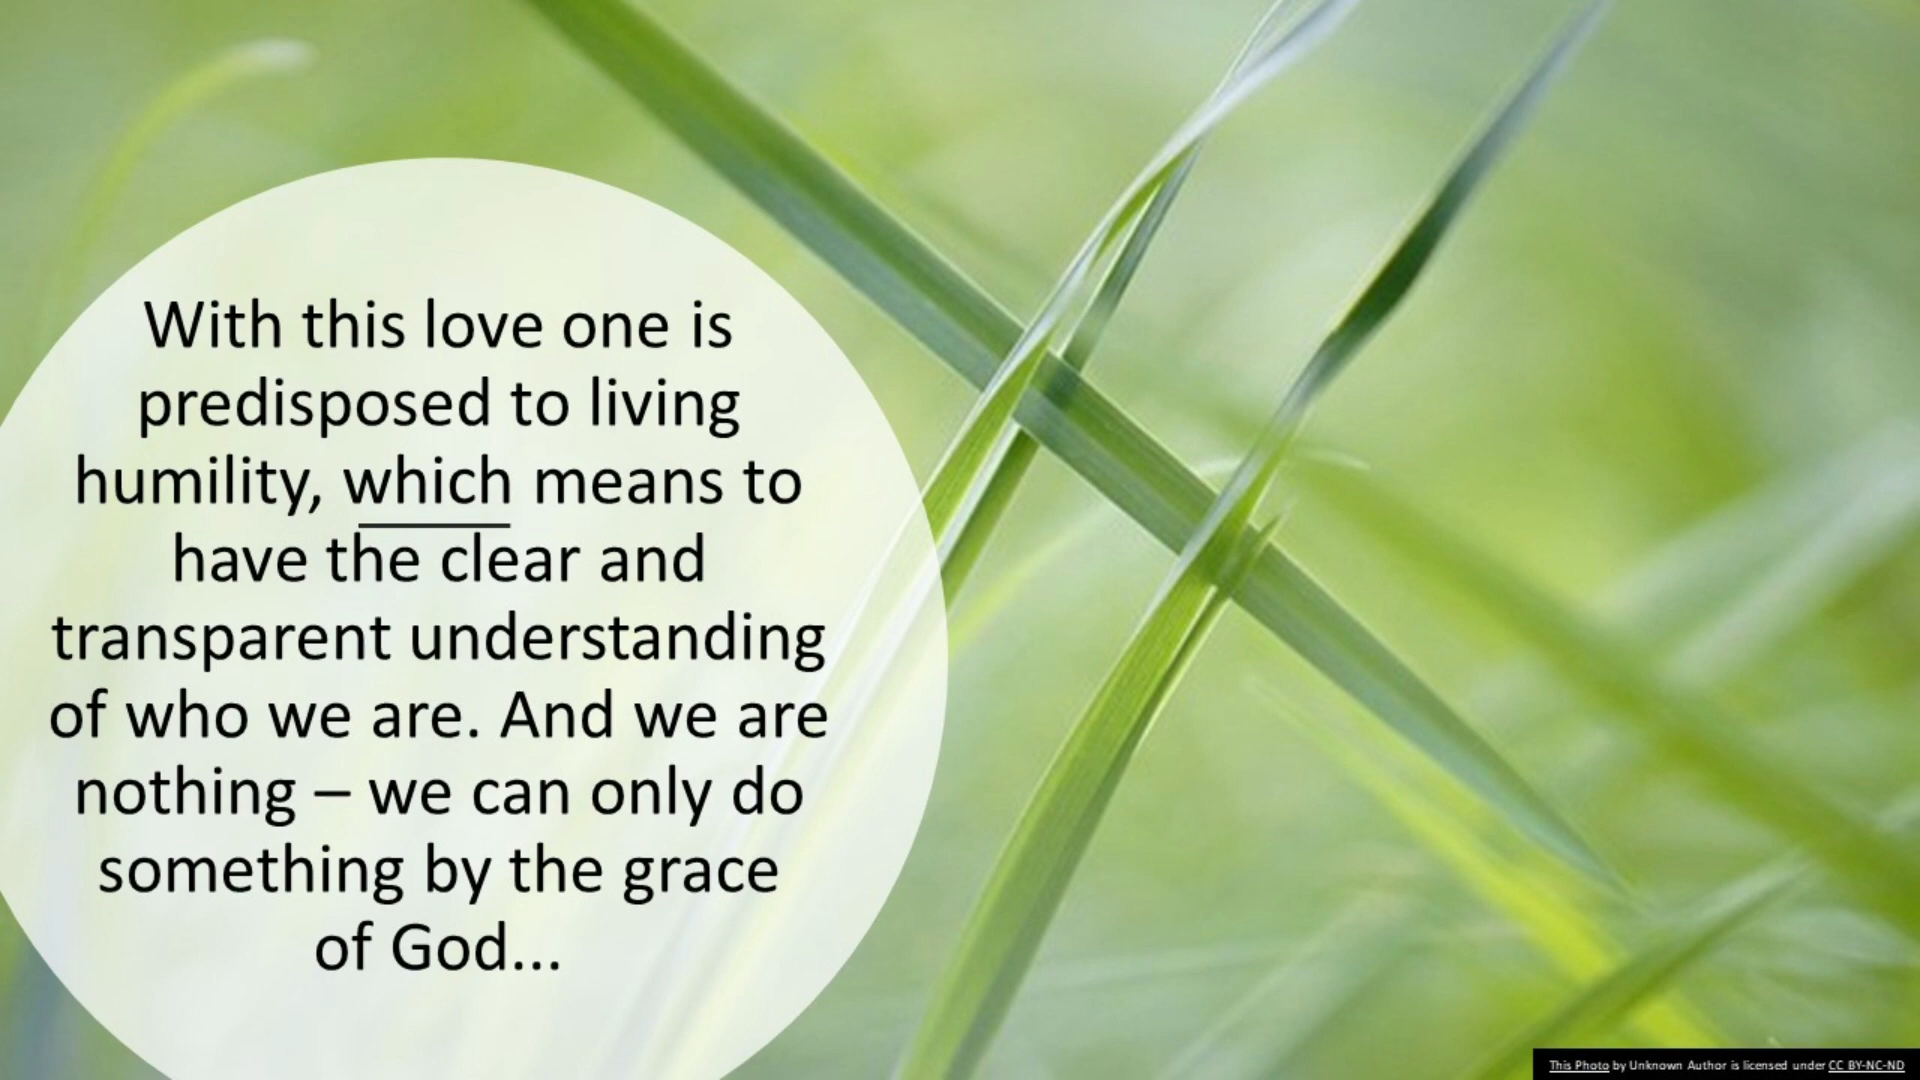 With this love one is
predisposed to living
humility, which means to
have the clear and
transparent understanding
of who we are. And we are
nothing – we can only do
something by the grace
of God...
This Photo by Unknown Author is licensed under CC BY-NC-ND